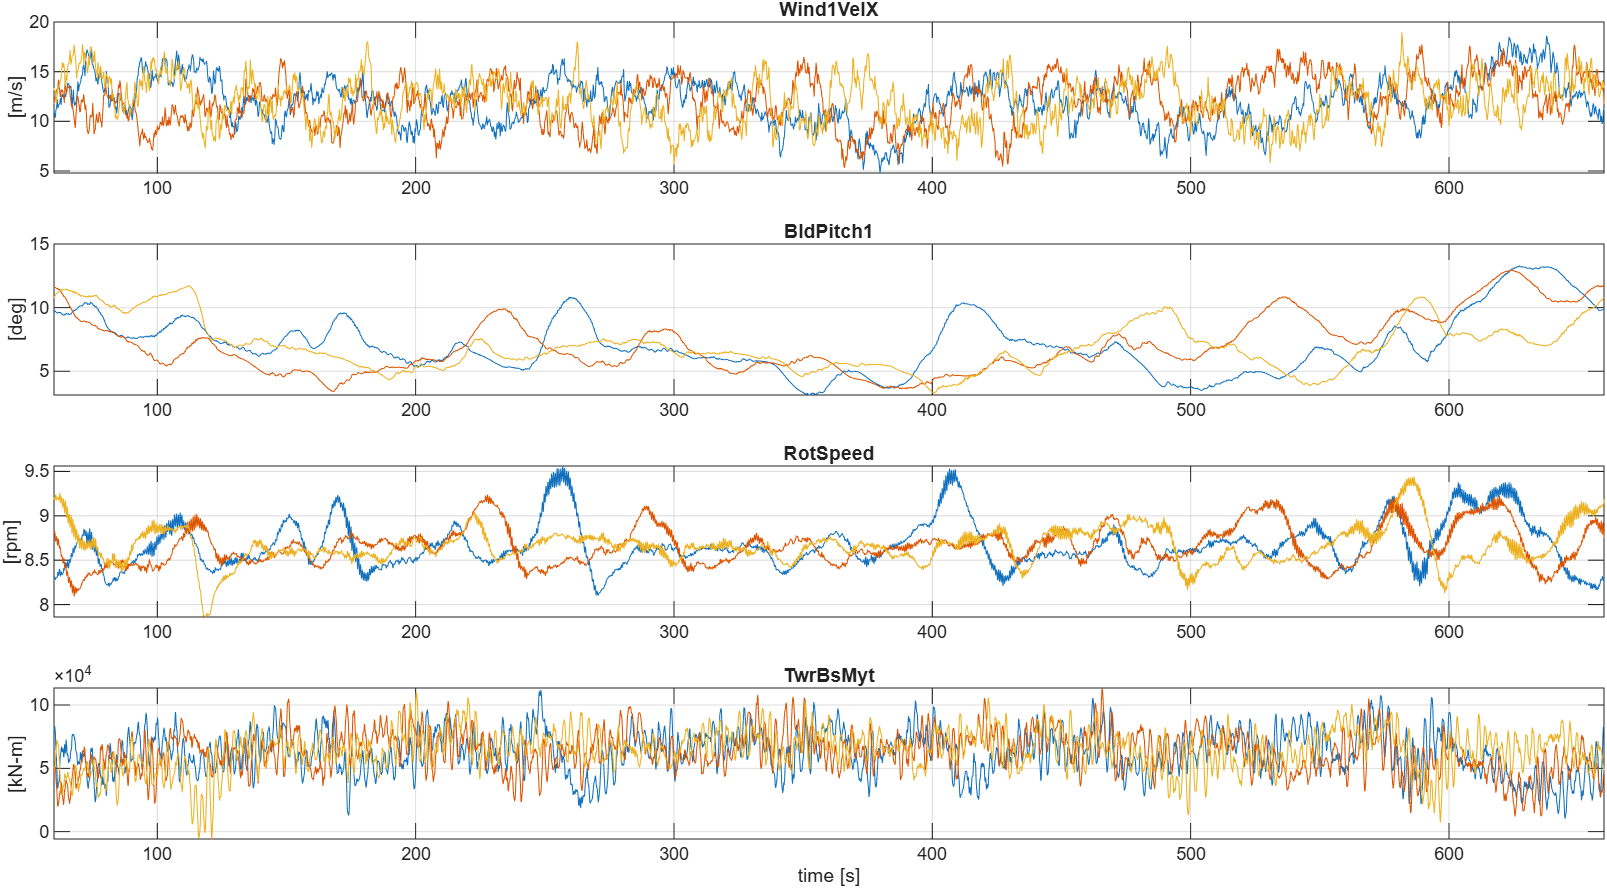 Wind1VelX
20
15
10
5
[m/s]
100 200 300 400 500 600
BldPitch1
15
10
5
[deg]
100 200 300 400 500 600
RotSpeed
9.5
9
8.5
8
[rpm]
100 200 300 400 500 600
×10⁴
TwrBsMyt
10
5
0
[kN-m]
100 200 300 400 500 600
time [s]